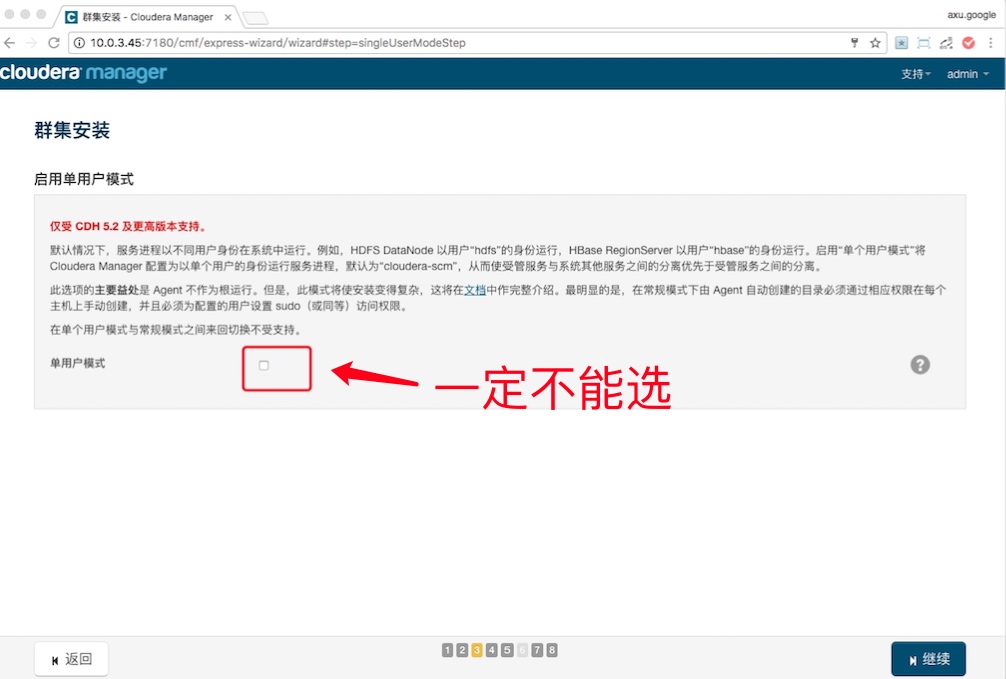 群集安装 - Cloudera Manager
axu.google
10.0.3.45:7180/cmf/express-wizard/wizard#step=singleUserModeStep
cloudera manager
支持
admin
群集安装
启用单用户模式
仅受 CDH 5.2 及更高版本支持。
默认情况下，服务进程以不同用户身份在系统中运行。例如，HDFS DataNode 以用户“hdfs”的身份运行，HBase RegionServer 以用户“hbase”的身份运行。启用“单个用户模式”将
Cloudera Manager 配置为以单个用户的身份运行服务进程，默认为“cloudera-scm”，从而使受管服务与系统其他服务之间的分离优先于受管服务之间的分离。
此选项的主要益处是 Agent 不作为根运行。但是，此模式将使安装变得复杂，这将在文档中作完整介绍。最明显的是，在常规模式下由 Agent 自动创建的目录必须通过相应权限在每个
主机上手动创建，并且必须为配置的用户设置 sudo（或同等）访问权限。
在单个用户模式与常规模式之间来回切换不受支持。
单用户模式
?
一定不能选
返回
1 2 3 4 5 6 7 8
继续